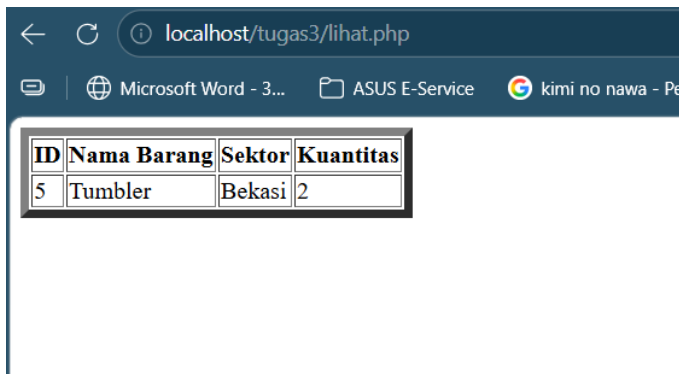 localhost/tugas3/lihat.php
Microsoft Word - 3... ASUS E-Service kimi no nawa - Pe
ID Nama Barang Sektor Kuantitas
5 Tumbler Bekasi 2